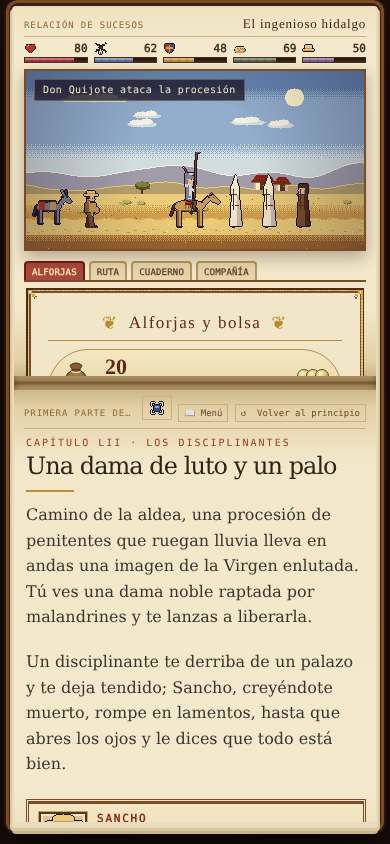 RELACIÓN DE SUCESOS
El ingenioso hidalgo
80 62 48 69 50
Don Quijote ataca la procesión
ALFORJAS RUTA CUADERNO COMPAÑÍA
Alforjas y bolsa
20
PRIMERA PARTE DE… Menú Volver al principio
CAPÍTULO LII · LOS DISCIPLINANTES
Una dama de luto y un palo
Camino de la aldea, una procesión de
penitentes que ruegan lluvia lleva en
andas una imagen de la Virgen enlutada.
Tú ves una dama noble raptada por
malandrines y te lanzas a liberarla.
Un disciplinante te derriba de un palazo
y te deja tendido; Sancho, creyéndote
muerto, rompe en lamentos, hasta que
abres los ojos y le dices que todo está
bien.
SANCHO